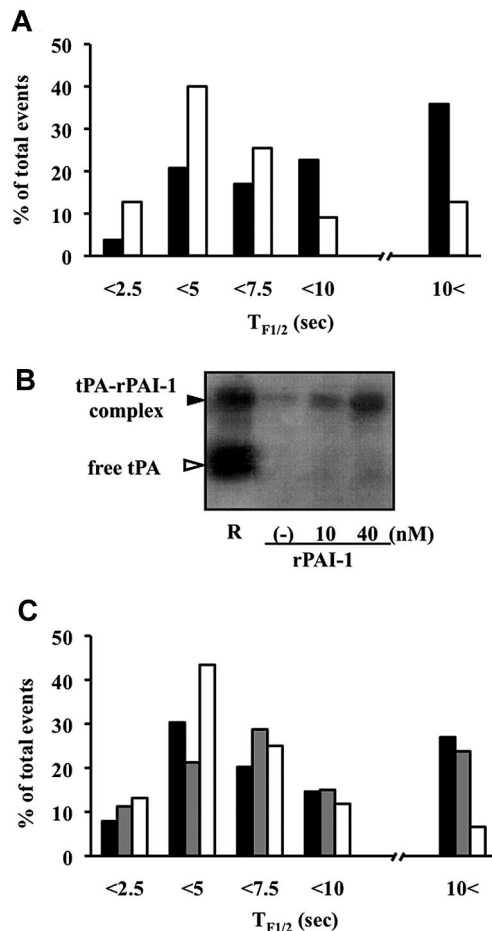 A
% of total events
50
40
30
20
10
0
<2.5 <5 <7.5 <10 10<
TF1/2 (sec)
B
tPA-rPAI-1
complex
free tPA
R (-) 10 40 (nM)
rPAI-1
C
% of total events
50
40
30
20
10
0
<2.5 <5 <7.5 <10 10<
TF1/2 (sec)